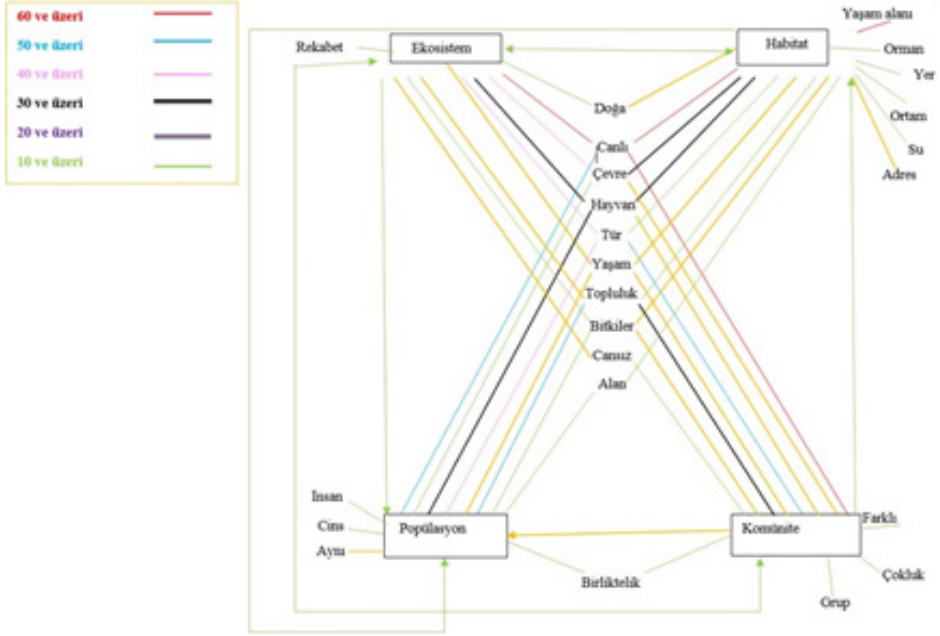 60 ve üzeri
50 ve üzeri
40 ve üzeri
30 ve üzeri
20 ve üzeri
10 ve üzeri
Rekabet
Ekosistem
Habitat
Yaşam alanı
Orman
Yer
Ortam
Su
Adres
Doğa
Canlı
Çevre
Hayvan
Tür
Yaşam
Topluluk
Bitkiler
Cansız
Alan
İnsan
Cins
Aynı
Popülasyon
Komünite
Farklı
Çokluk
Grup
Birliktelik